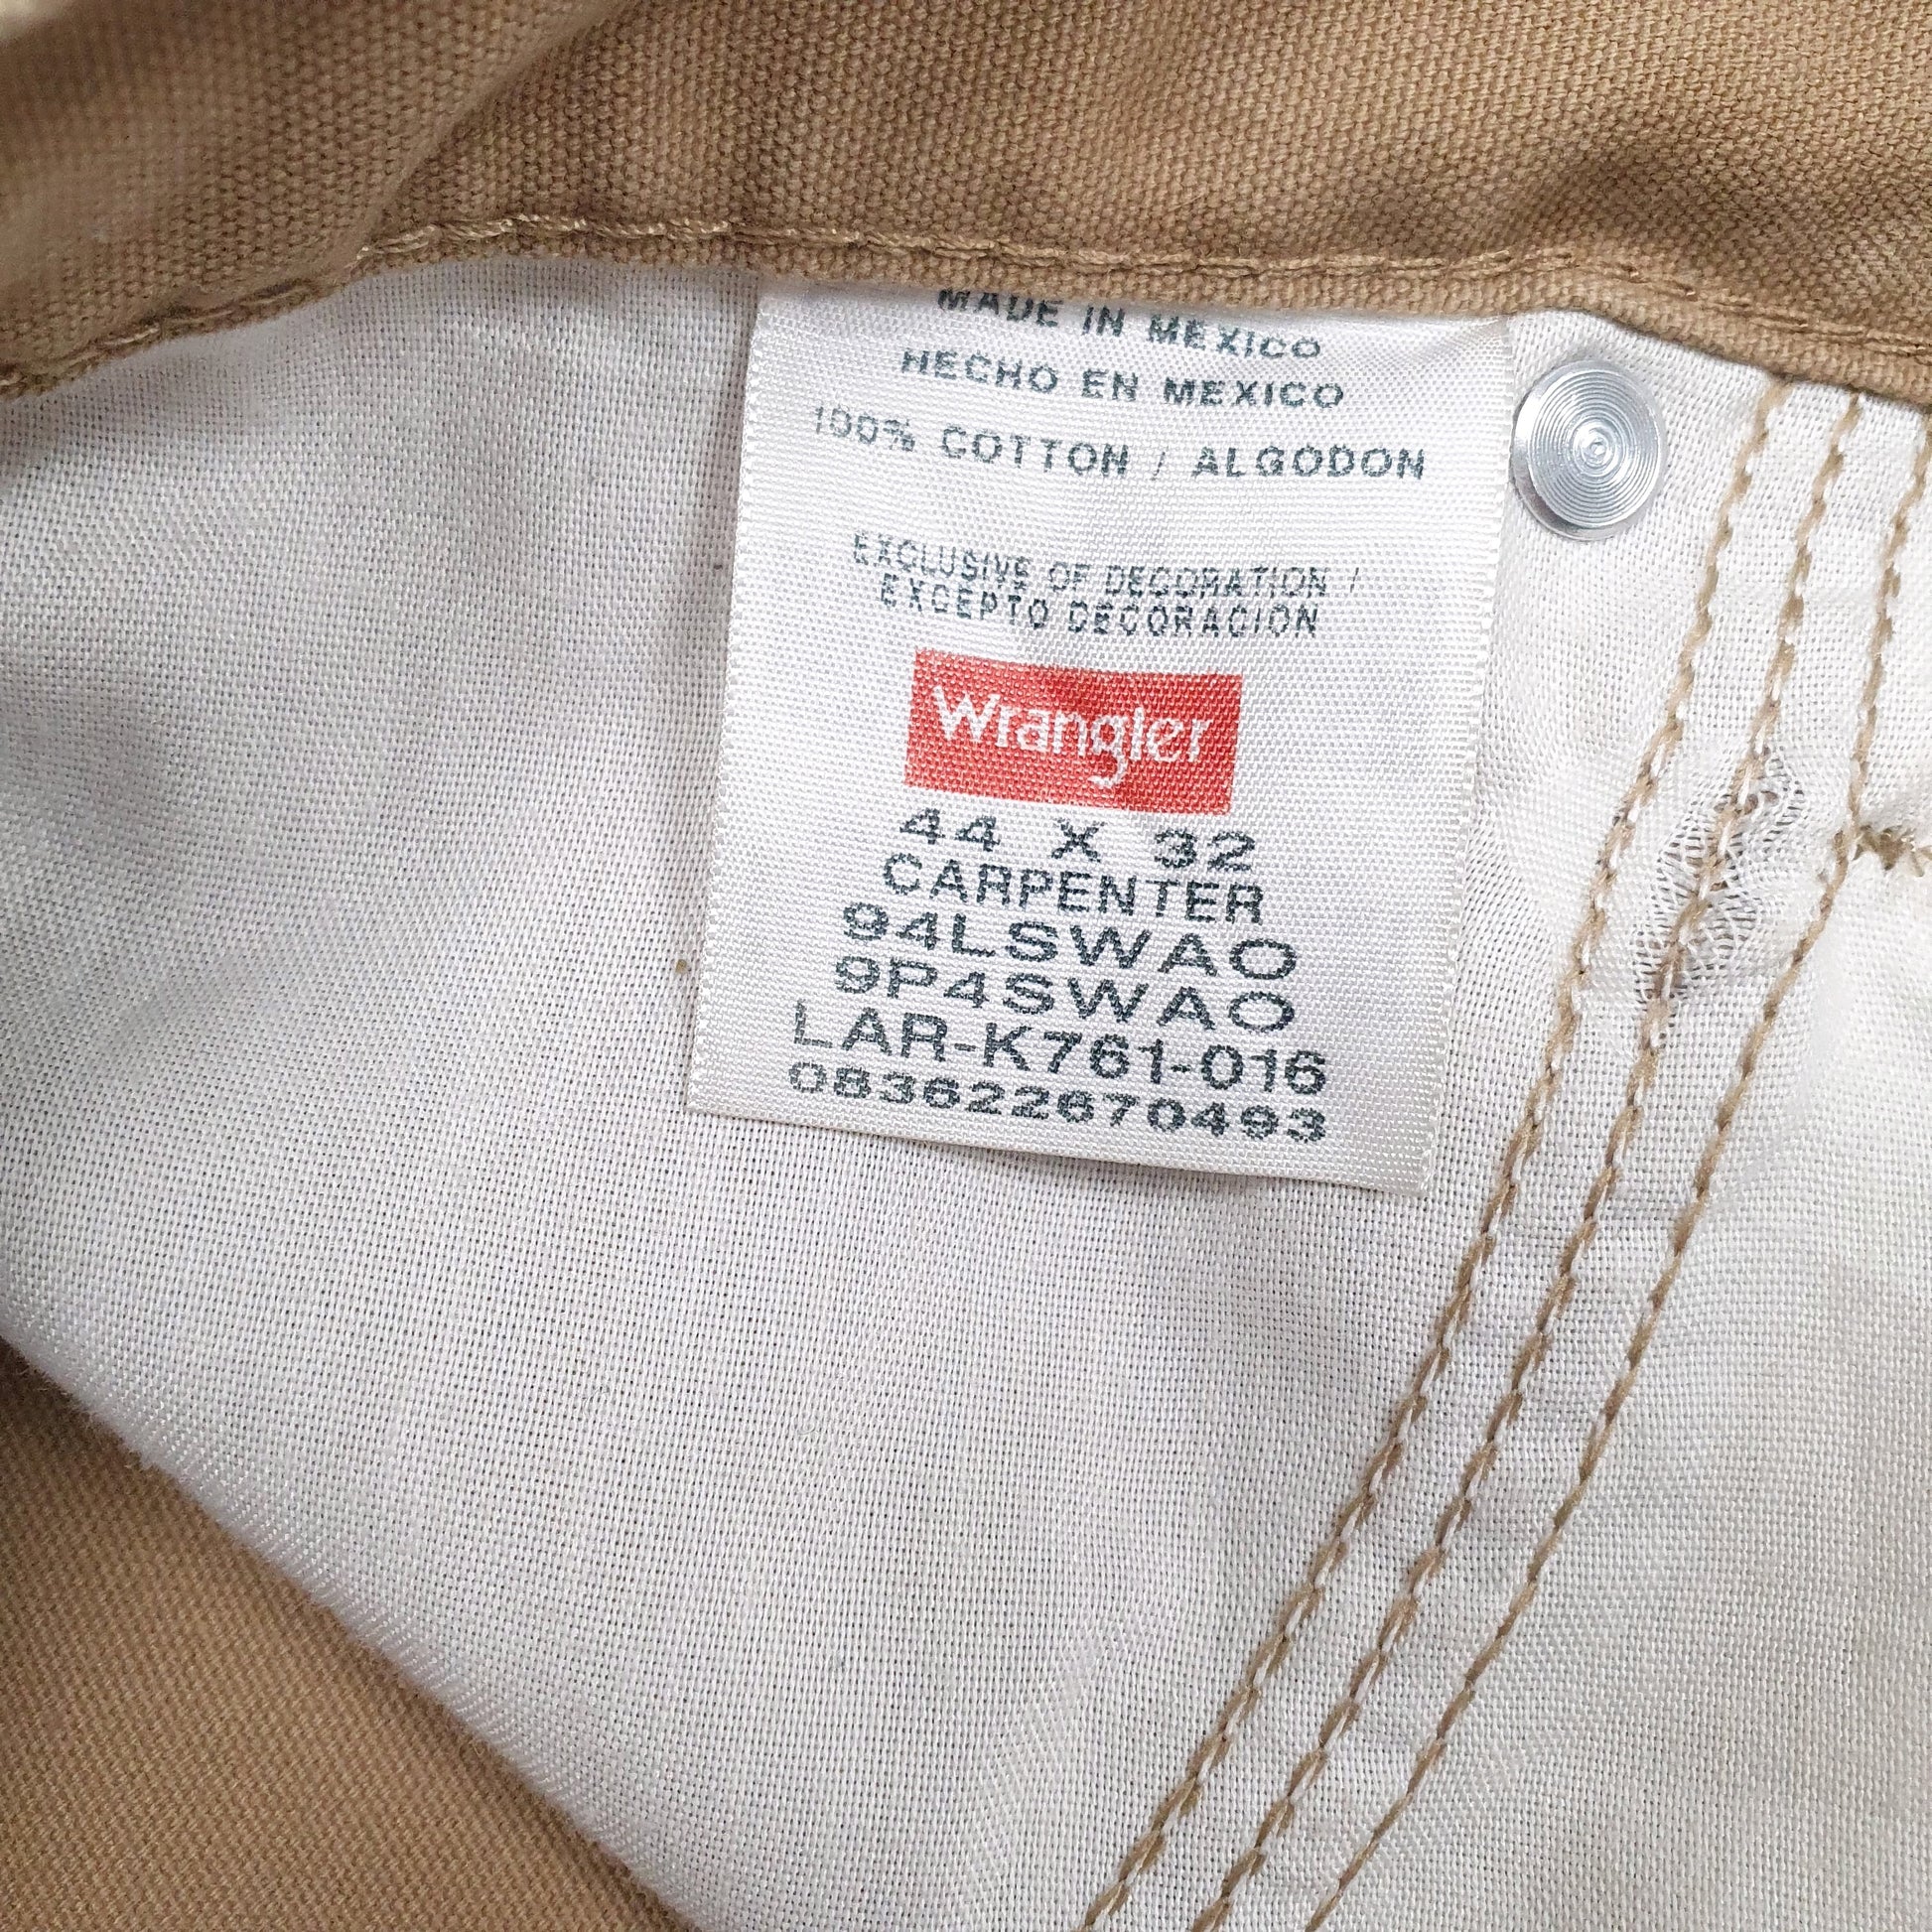 MADE IN MEXICO
HECHO EN MEXICO
100% COTTON / ALGODON
EXCLUSIVE OF DECORATION /
EXCEPTO DECORACION
Wrangler
44 X 32
CARPENTER
94LSWAO
9P4SWAO
LAR-K761-016
083622670493